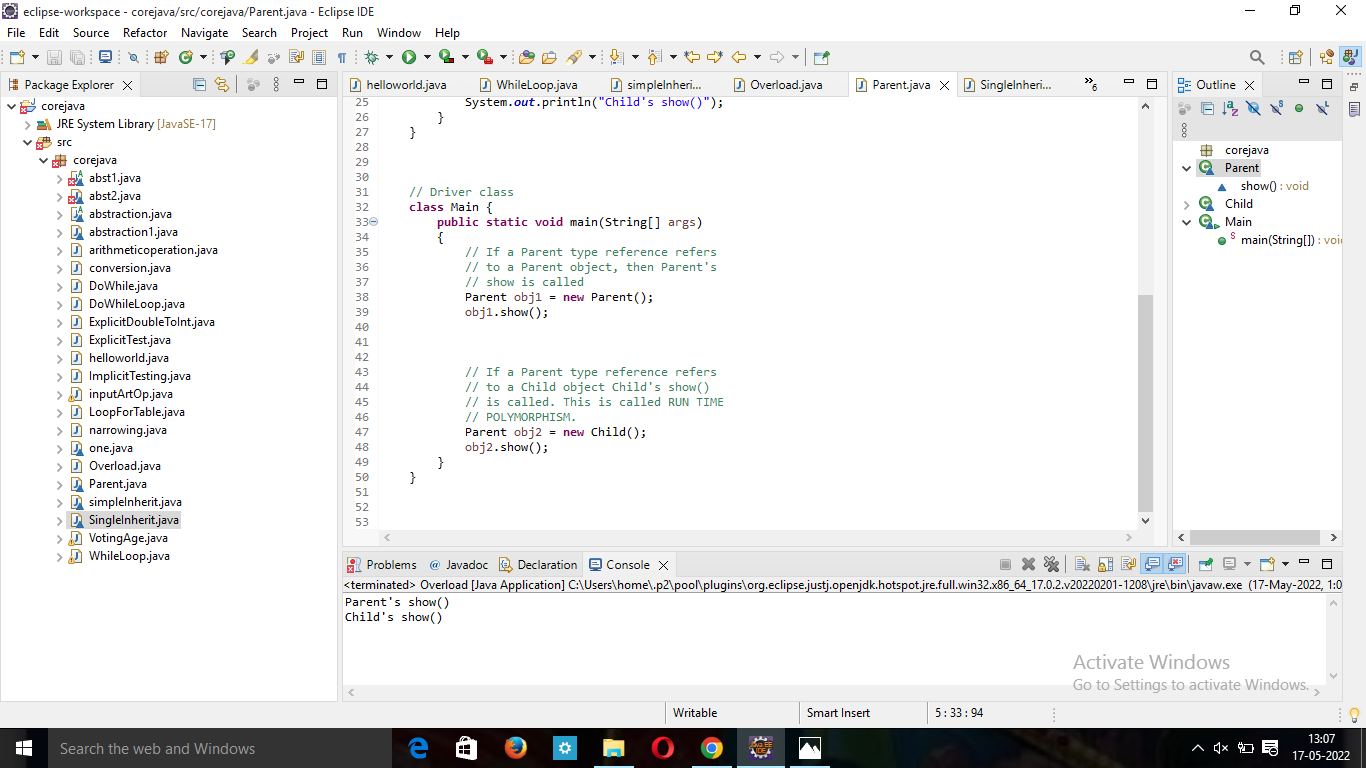 eclipse-workspace - corejava/src/corejava/Parent.java - Eclipse IDE
File Edit Source Refactor Navigate Search Project Run Window Help
Package Explorer
corejava
JRE System Library [JavaSE-17]
src
corejava
abst1.java
abst2.java
abstraction.java
abstraction1.java
arithmeticoperation.java
conversion.java
DoWhile.java
DoWhileLoop.java
ExplicitDoubleToInt.java
ExplicitTest.java
helloworld.java
ImplicitTesting.java
inputArtOp.java
LoopForTable.java
narrowing.java
one.java
Overload.java
Parent.java
simpleInherit.java
SingleInherit.java
VotingAge.java
WhileLoop.java
helloworld.java WhileLoop.java simpleInheri... Overload.java Parent.java SingleInheri... »6
25 System.out.println("Child's show()");
26 }
27 }
28
29
30
31 // Driver class
32 class Main {
33 public static void main(String[] args)
34 {
35 // If a Parent type reference refers
36 // to a Parent object, then Parent's
37 // show is called
38 Parent obj1 = new Parent();
39 obj1.show();
40
41
42
43 // If a Parent type reference refers
44 // to a Child object Child's show()
45 // is called. This is called RUN TIME
46 // POLYMORPHISM.
47 Parent obj2 = new Child();
48 obj2.show();
49 }
50 }
51
52
53
Outline
corejava
Parent
show() : void
Child
Main
main(String[]) : voi
Problems @ Javadoc Declaration Console
<terminated> Overload [Java Application] C:\Users\home\.p2\pool\plugins\org.eclipse.justj.openjdk.hotspot.jre.full.win32.x86_64_17.0.2.v20220201-1208\jre\bin\javaw.exe (17-May-2022, 1:0
Parent's show()
Child's show()
Activate Windows
Go to Settings to activate Windows.
Writable Smart Insert 5 : 33 : 94
Search the web and Windows
13:07
17-05-2022